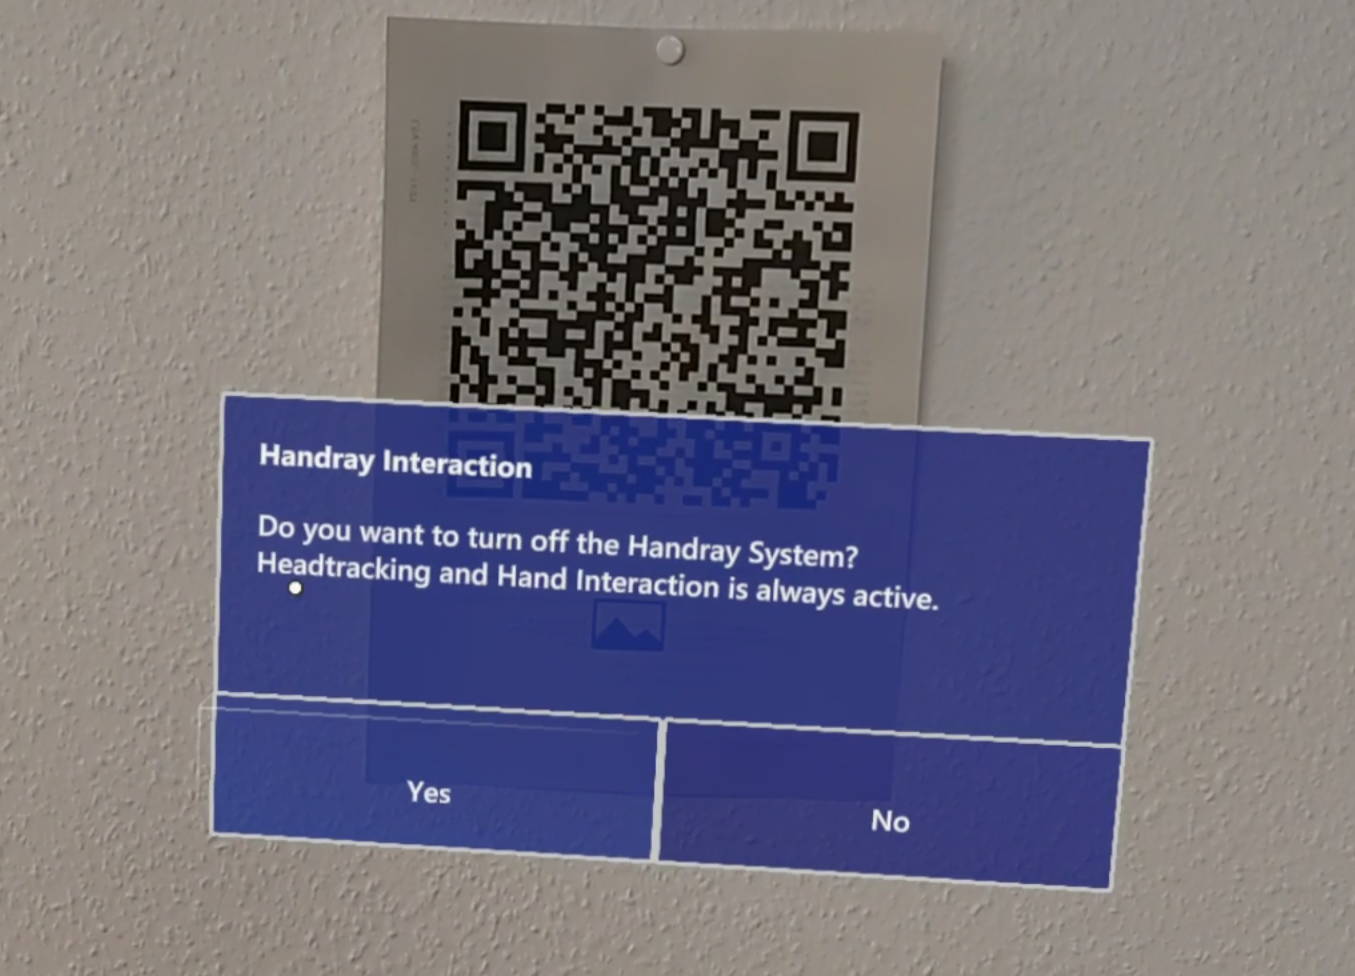 Handray Interaction
Do you want to turn off the Handray System?
Headtracking and Hand Interaction is always active.
Yes
No